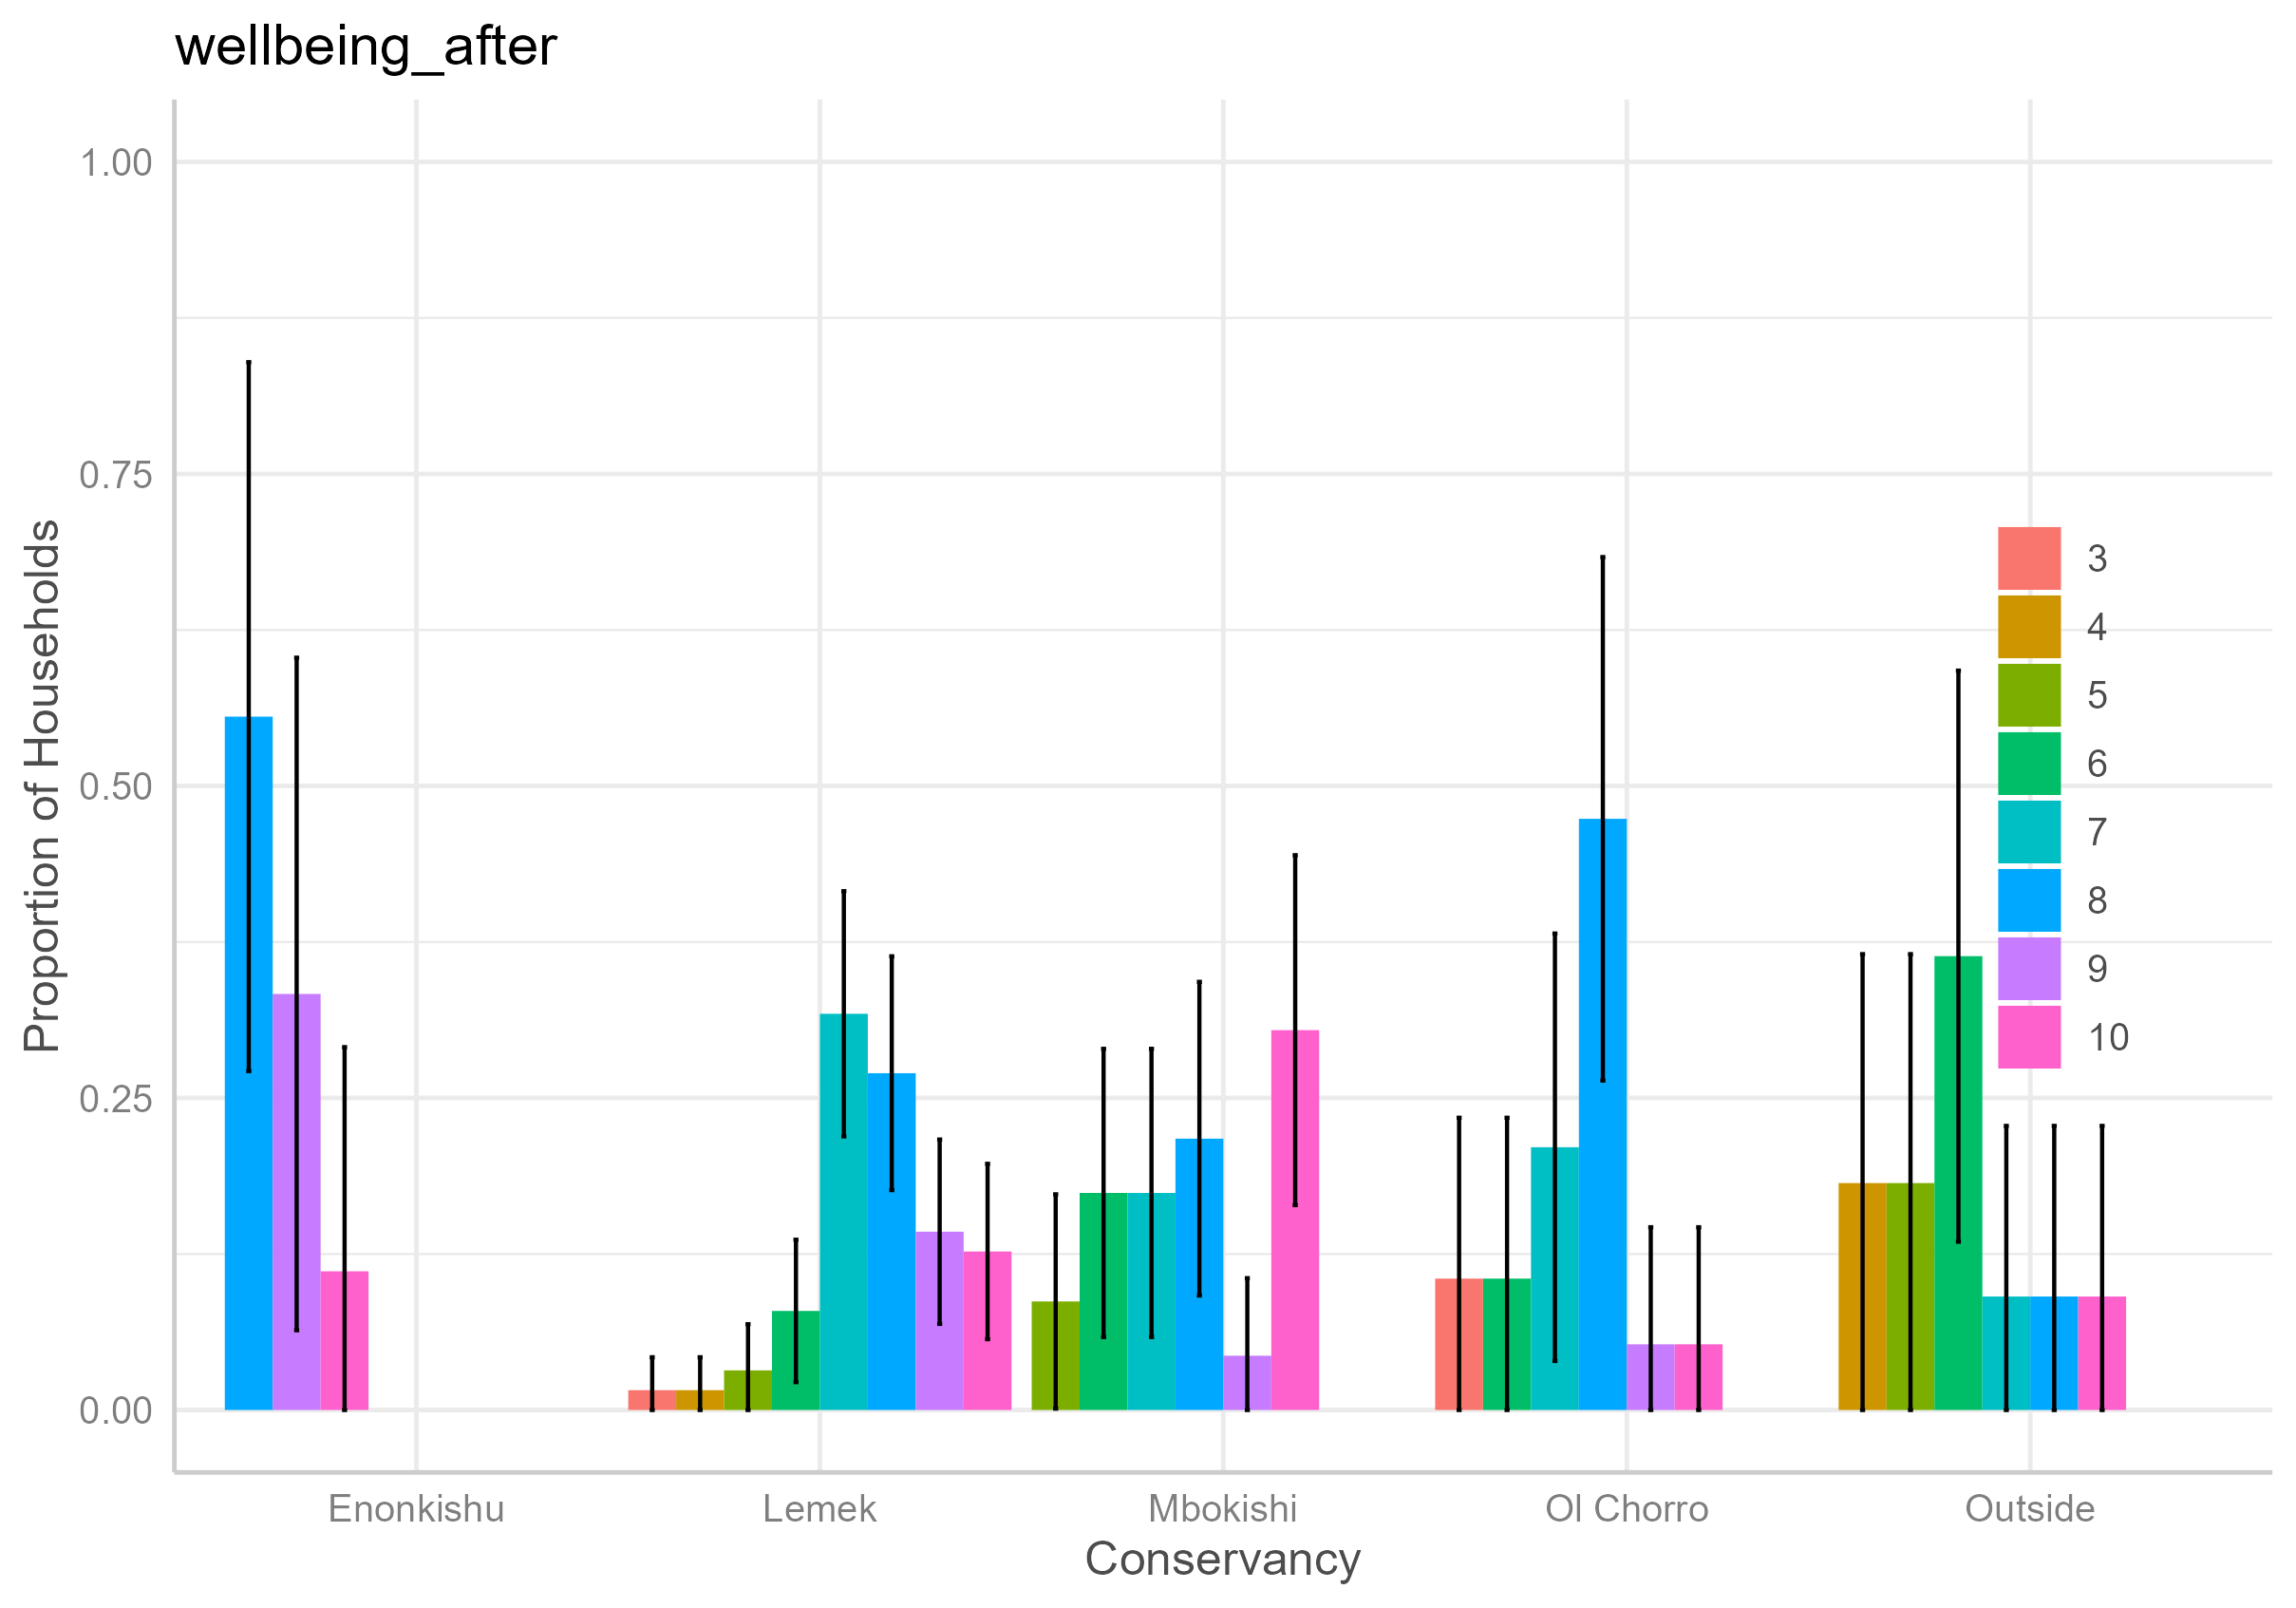 wellbeing_after
Proportion of Households
1.00
0.75
0.50
0.25
0.00
3
4
5
6
7
8
9
10
Enonkishu
Lemek
Mbokishi
Ol Chorro
Outside
Conservancy